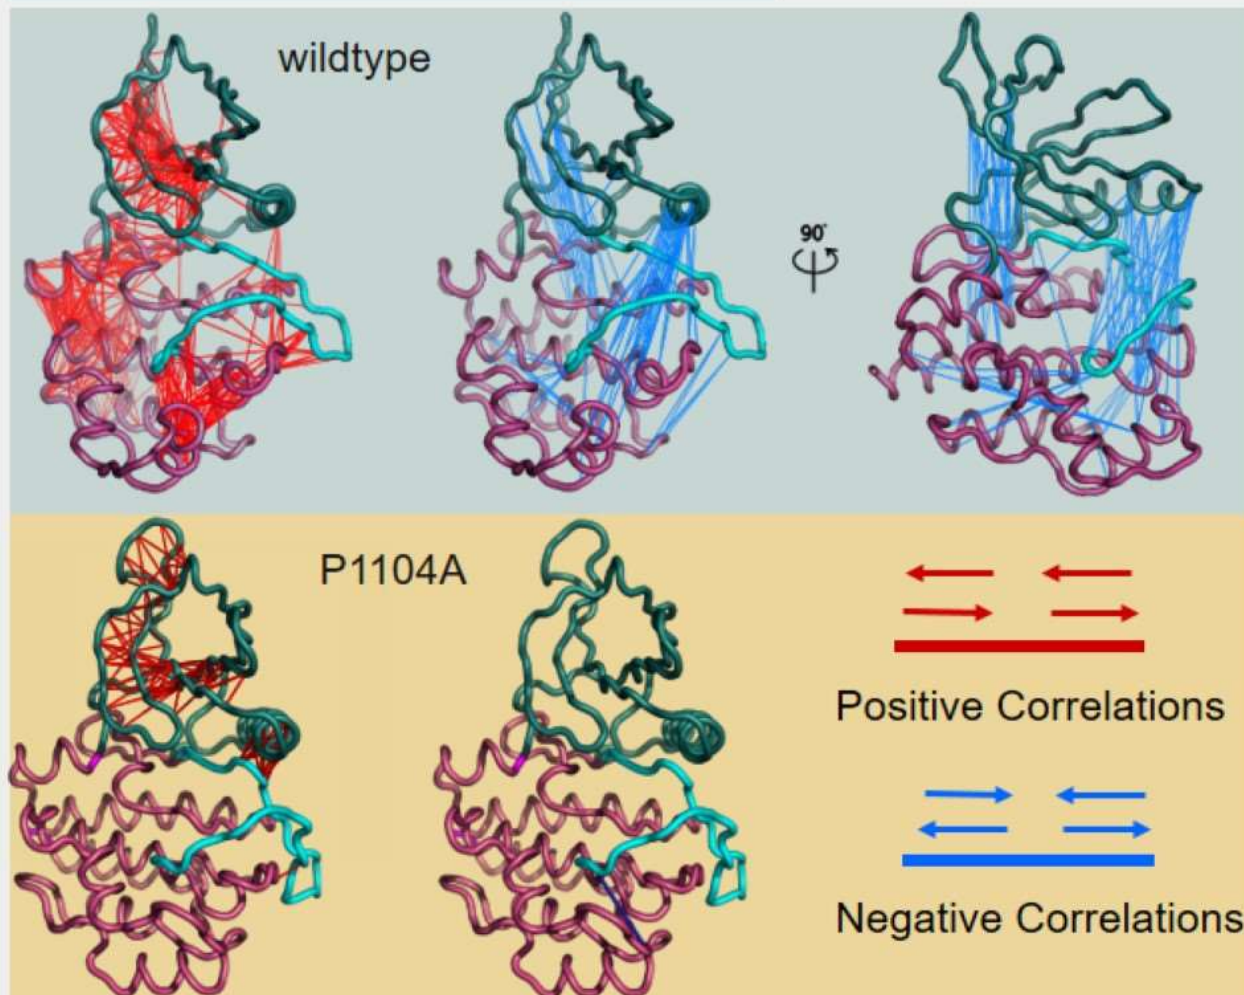 wildtype
90°
P1104A
Positive Correlations
Negative Correlations